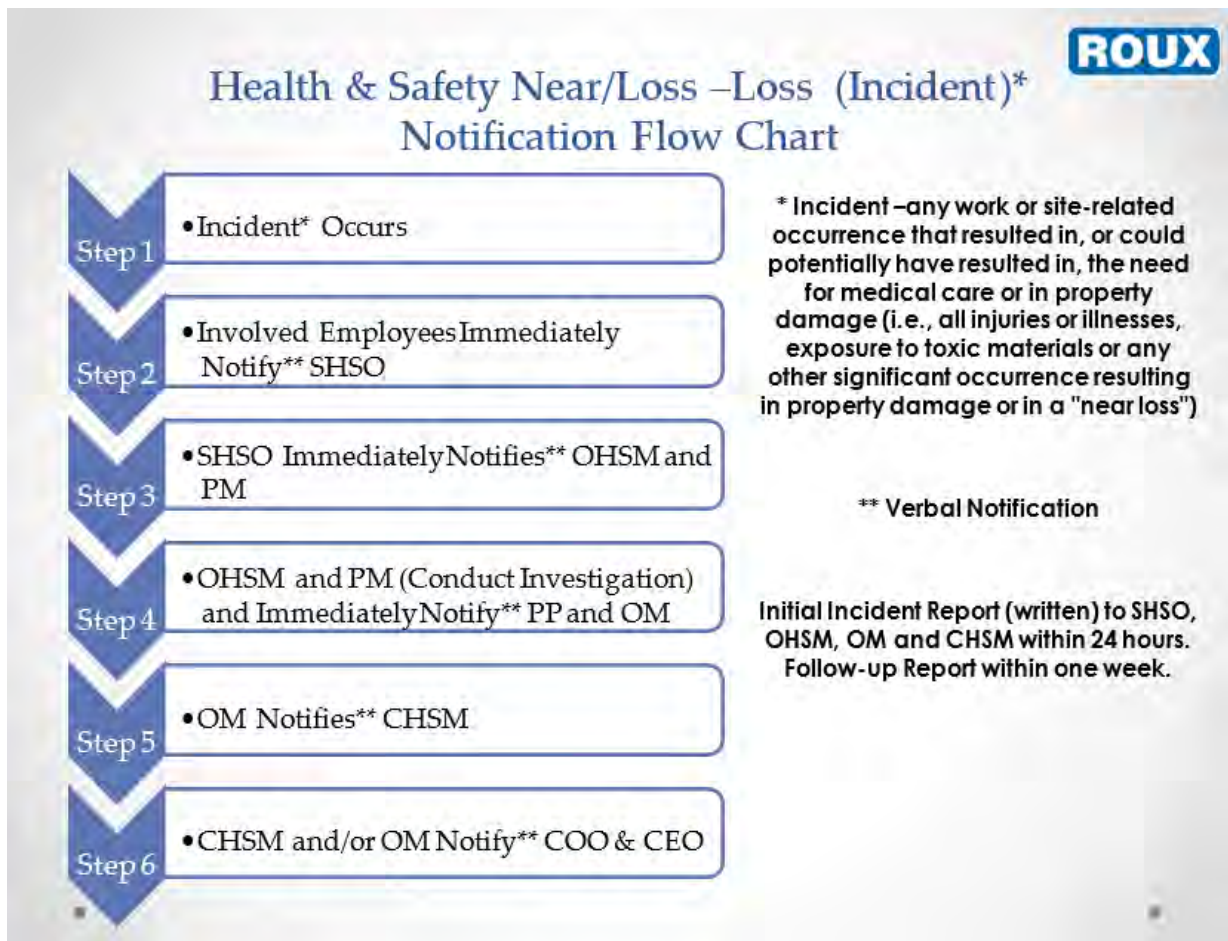 ROUX
Health & Safety Near/Loss –Loss (Incident)*
Notification Flow Chart
Step 1
•Incident* Occurs
Step 2
•Involved Employees Immediately
Notify** SHSO
Step 3
•SHSO Immediately Notifies** OHSM and
PM
Step 4
•OHSM and PM (Conduct Investigation)
and Immediately Notify** PP and OM
Step 5
•OM Notifies** CHSM
Step 6
•CHSM and/or OM Notify** COO & CEO
* Incident –any work or site-related
occurrence that resulted in, or could
potentially have resulted in, the need
for medical care or in property
damage (i.e., all injuries or illnesses,
exposure to toxic materials or any
other significant occurrence resulting
in property damage or in a "near loss")
** Verbal Notification
Initial Incident Report (written) to SHSO,
OHSM, OM and CHSM within 24 hours.
Follow-up Report within one week.